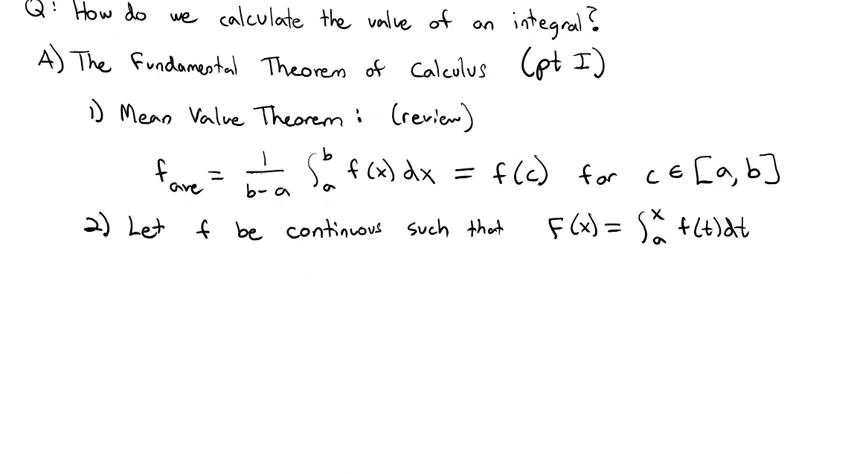 Q: How do we calculate the value of an integral?
A) The Fundamental Theorem of Calculus (pt I)
1) Mean Value Theorem: (review)
f_ave = 1/(b-a) ∫_a^b f(x) dx = f(c) for c ∈ [a, b]
2) Let f be continuous such that F(x) = ∫_a^x f(t)dt